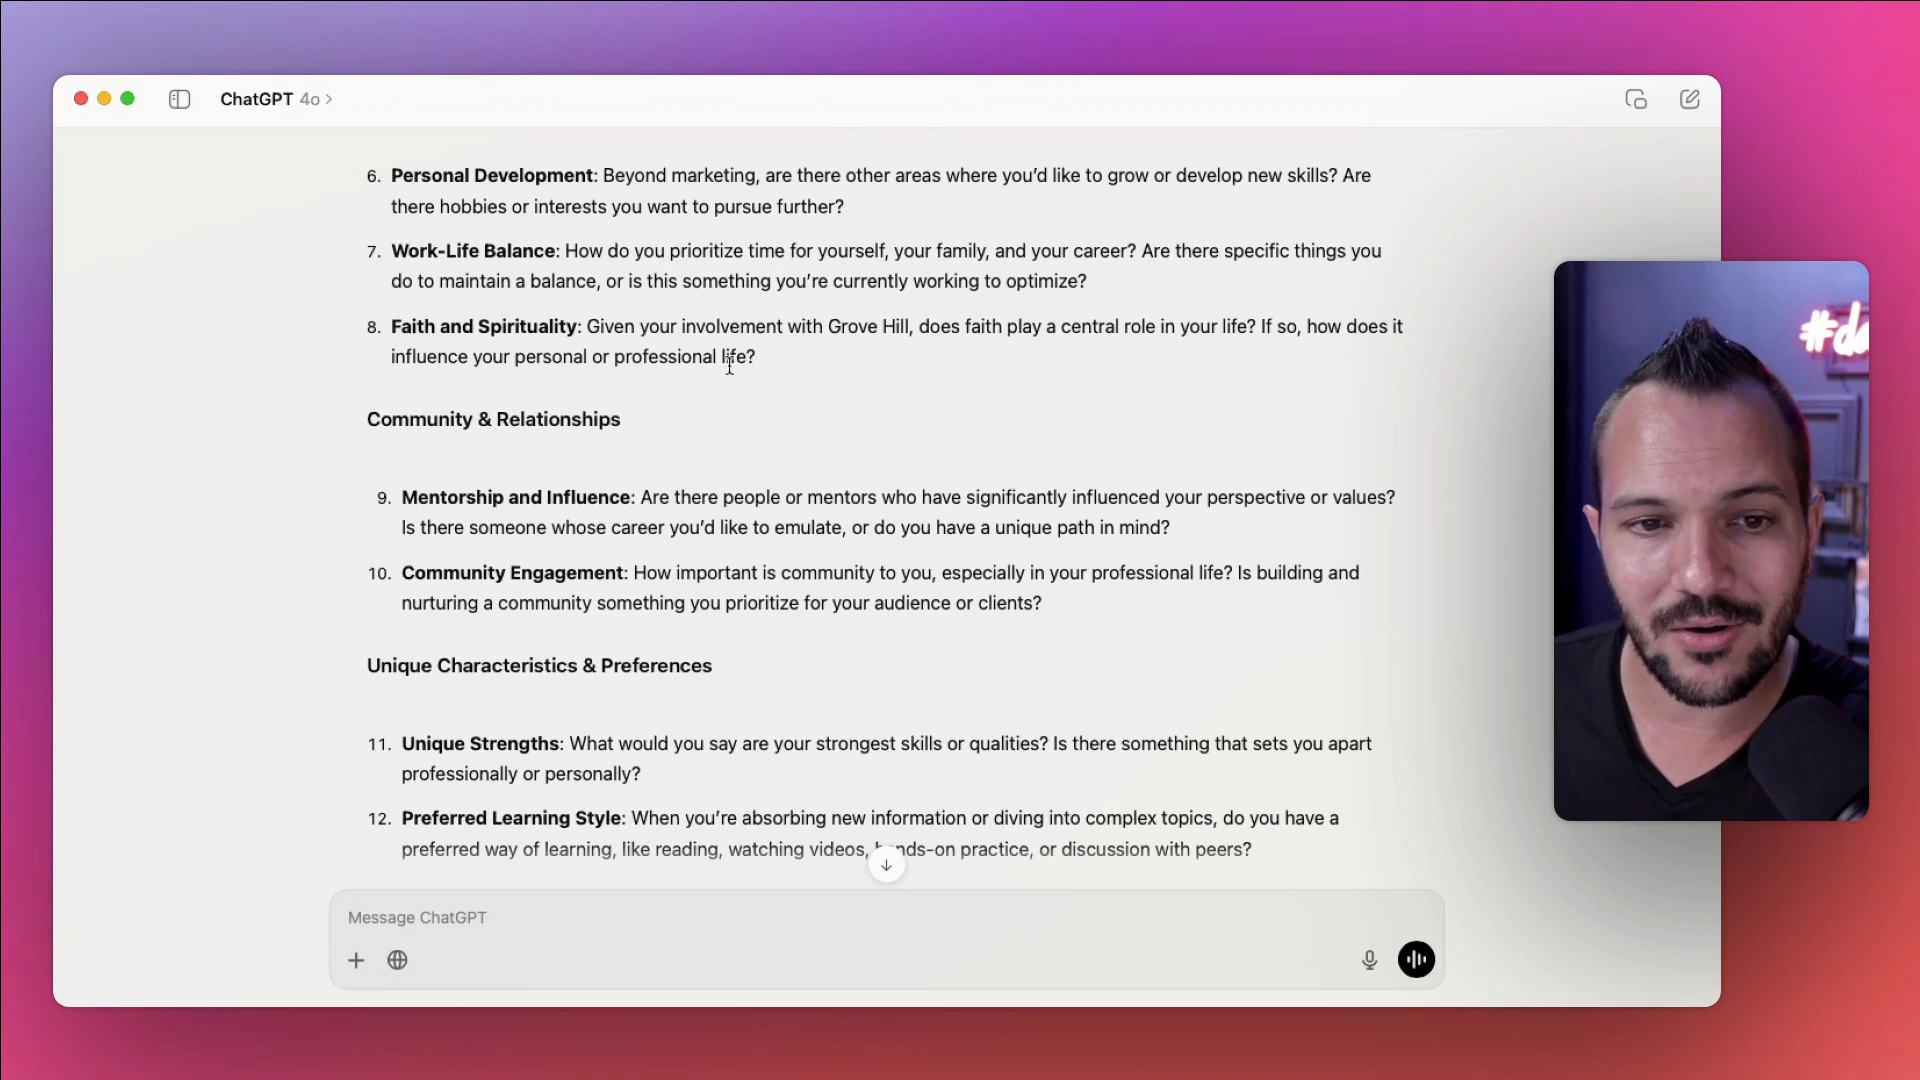 ChatGPT 4o >
6. Personal Development: Beyond marketing, are there other areas where you’d like to grow or develop new skills? Are
there hobbies or interests you want to pursue further?
7. Work-Life Balance: How do you prioritize time for yourself, your family, and your career? Are there specific things you
do to maintain a balance, or is this something you’re currently working to optimize?
8. Faith and Spirituality: Given your involvement with Grove Hill, does faith play a central role in your life? If so, how does it
influence your personal or professional life?
Community & Relationships
9. Mentorship and Influence: Are there people or mentors who have significantly influenced your perspective or values?
Is there someone whose career you’d like to emulate, or do you have a unique path in mind?
10. Community Engagement: How important is community to you, especially in your professional life? Is building and
nurturing a community something you prioritize for your audience or clients?
Unique Characteristics & Preferences
11. Unique Strengths: What would you say are your strongest skills or qualities? Is there something that sets you apart
professionally or personally?
12. Preferred Learning Style: When you’re absorbing new information or diving into complex topics, do you have a
preferred way of learning, like reading, watching videos, hands-on practice, or discussion with peers?
Message ChatGPT